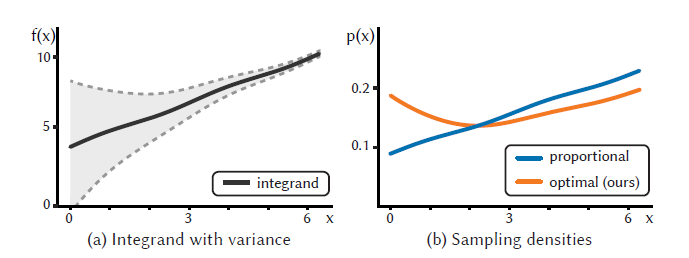 f(x)
10
5
0
0 3 6 x
integrand
(a) Integrand with variance
p(x)
0.2
0.1
0 3 6 x
proportional
optimal (ours)
(b) Sampling densities